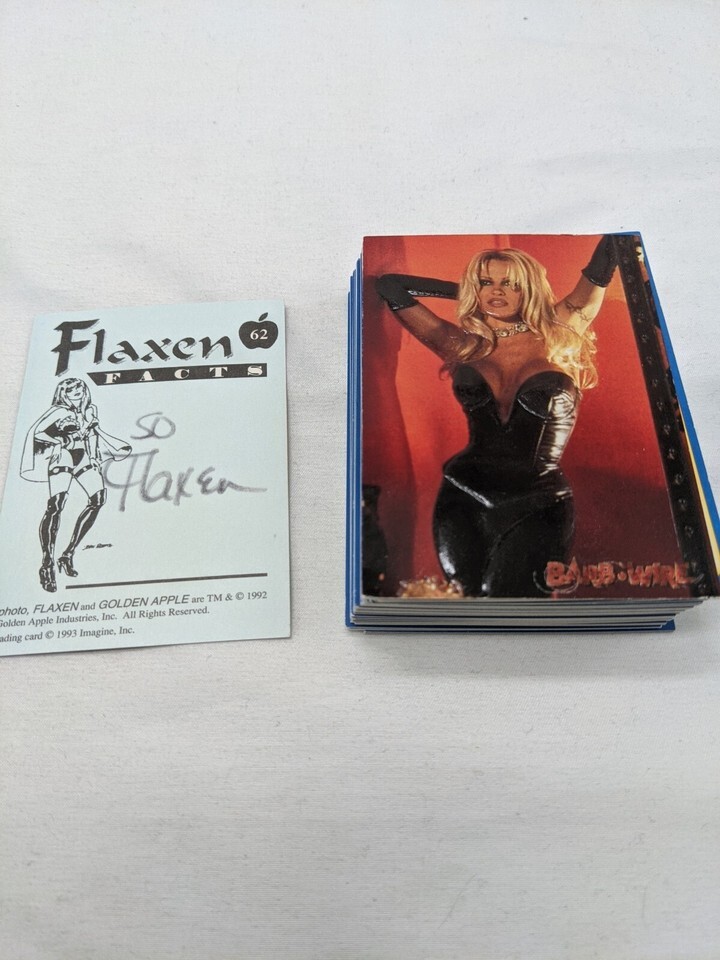 Flaxen
62
FACTS
SO
Flaxen
photo, FLAXEN and GOLDEN APPLE are TM & © 1992
Golden Apple Industries, Inc. All Rights Reserved.
ading card © 1993 Imagine, Inc.
BARB WIRE